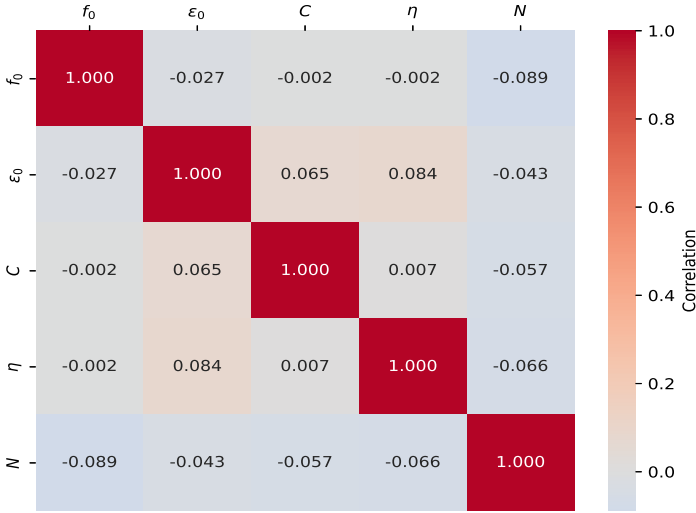 f₀ ε₀ C η N
f₀ 1.000 -0.027 -0.002 -0.002 -0.089
ε₀ -0.027 1.000 0.065 0.084 -0.043
C -0.002 0.065 1.000 0.007 -0.057
η -0.002 0.084 0.007 1.000 -0.066
N -0.089 -0.043 -0.057 -0.066 1.000
1.0
0.8
0.6
0.4
0.2
0.0
Correlation